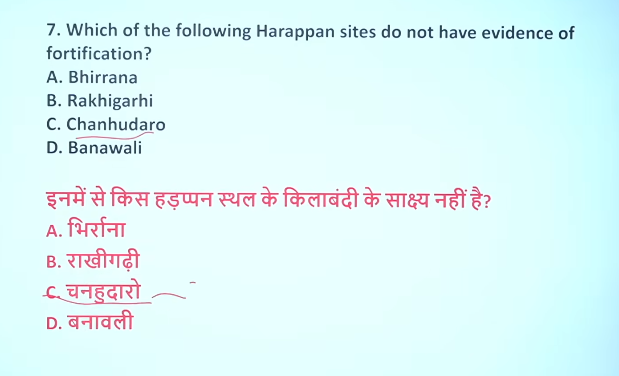 7. Which of the following Harappan sites do not have evidence of
fortification?
A. Bhirrana
B. Rakhigarhi
C. Chanhudaro
D. Banawali
इनमें से किस हड़प्पन स्थल के किलाबंदी के साक्ष्य नहीं है?
A. भिर्राना
B. राखीगढ़ी
C. चनहुदारो
D. बनावली